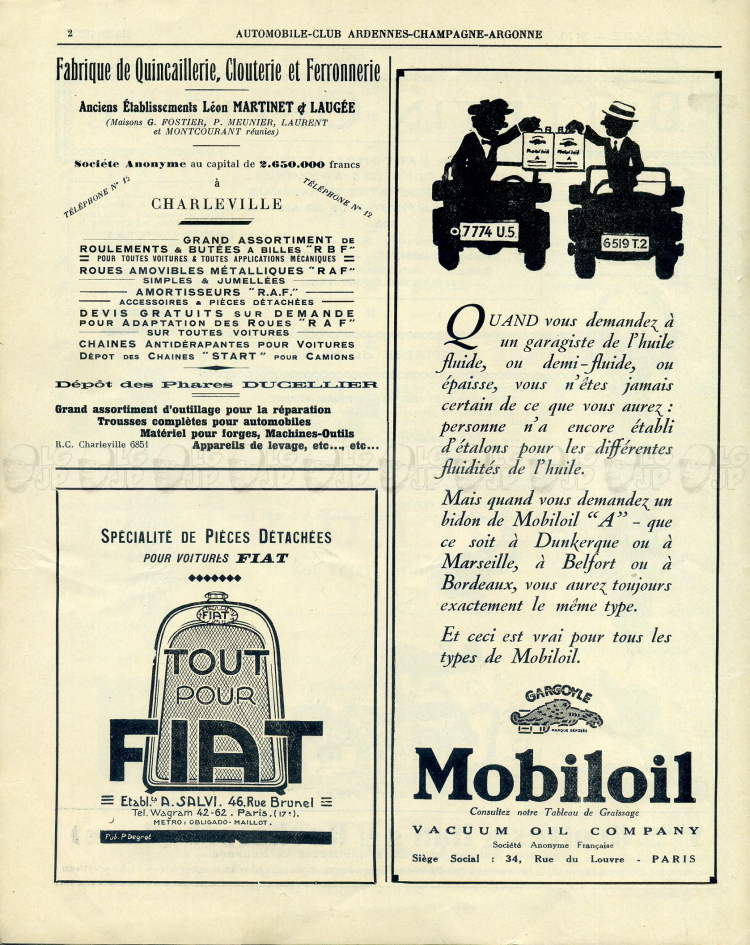 2
AUTOMOBILE-CLUB ARDENNES-CHAMPAGNE-ARGONNE
Fabrique de Quincaillerie, Clouterie et Ferronnerie
Anciens Établissements Léon MARTINET & LAUGÉE
(Maisons G. FOSTIER, P. MEUNIER, LAURENT
et MONTCOURANT réunies)
Société Anonyme au capital de 2.650.000 francs
à
TÉLÉPHONE N° 12
CHARLEVILLE
TÉLÉPHONE N° 12
GRAND ASSORTIMENT DE
ROULEMENTS & BUTÉES A BILLES "RBF"
POUR TOUTES VOITURES & TOUTES APPLICATIONS MÉCANIQUES
ROUES AMOVIBLES MÉTALLIQUES "RAF"
SIMPLES & JUMELLÉES
AMORTISSEURS "R.A.F."
ACCESSOIRES & PIÈCES DÉTACHÉES
DEVIS GRATUITS SUR DEMANDE
POUR ADAPTATION DES ROUES "RAF"
SUR TOUTES VOITURES
CHAINES ANTIDÉRAPANTES POUR VOITURES
DÉPOT DES CHAINES "START" POUR CAMIONS
Dépôt des Phares DUCELLIER
Grand assortiment d'outillage pour la réparation
Trousses complètes pour automobiles
Matériel pour forges, Machines-Outils
R.C. Charleville 6851
Appareils de levage, etc..., etc...
SPÉCIALITÉ DE PIÈCES DÉTACHÉES
POUR VOITURES FIAT
FIAT
TOUT
POUR
FIAT
Etabl.ts A. SALVI. 46, Rue Brunel
Tel. Wagram 42-62. Paris. (17e).
METRO: OBLIGADO-MAILLOT.
Pub. P. Degrot
Mobiloil
A
Mobiloil
A
7774 U.5
6519 T.2
QUAND vous demandez à
un garagiste de l'huile
fluide, ou demi-fluide, ou
épaisse, vous n'êtes jamais
certain de ce que vous aurez :
personne n'a encore établi
d'étalons pour les différentes
fluidités de l'huile.
Mais quand vous demandez un
bidon de Mobiloil "A" - que
ce soit à Dunkerque ou à
Marseille, à Belfort ou à
Bordeaux, vous aurez toujours
exactement le même type.
Et ceci est vrai pour tous les
types de Mobiloil.
GARGOYLE
MARQUE DÉPOSÉE
Mobiloil
Consultez notre Tableau de Graissage
VACUUM OIL COMPANY
Société Anonyme Française
Siège Social : 34, Rue du Louvre - PARIS